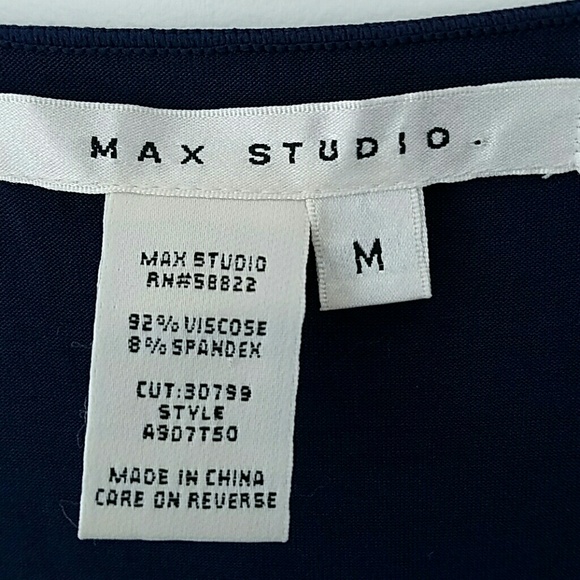 MAX STUDIO.
M
MAX STUDIO
RN#58822
92% VISCOSE
8% SPANDEX
CUT:30799
STYLE
A907T50
MADE IN CHINA
CARE ON REVERSE